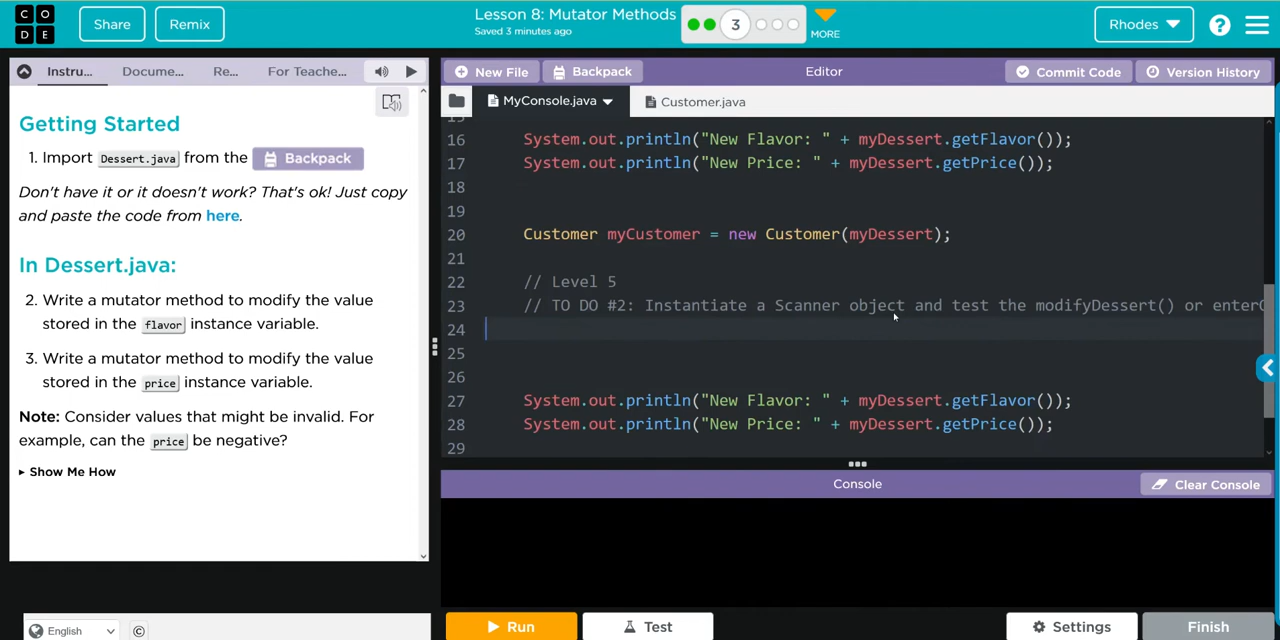 CODE
Share
Remix
Lesson 8: Mutator Methods
Saved 3 minutes ago
3
MORE
Rhodes
?
Instru...
Docume...
Re...
For Teache...
New File
Backpack
Editor
Commit Code
Version History
MyConsole.java
Customer.java
Getting Started
1. Import Dessert.java from the Backpack
Don't have it or it doesn't work? That's ok! Just copy
and paste the code from here.
In Dessert.java:
2. Write a mutator method to modify the value
stored in the flavor instance variable.
3. Write a mutator method to modify the value
stored in the price instance variable.
Note: Consider values that might be invalid. For
example, can the price be negative?
Show Me How
15
16 System.out.println("New Flavor: " + myDessert.getFlavor());
17 System.out.println("New Price: " + myDessert.getPrice());
18
19
20 Customer myCustomer = new Customer(myDessert);
21
22 // Level 5
23 // TO DO #2: Instantiate a Scanner object and test the modifyDessert() or enter
24
25
26
27 System.out.println("New Flavor: " + myDessert.getFlavor());
28 System.out.println("New Price: " + myDessert.getPrice());
29
Console
Clear Console
English
©
Run
Test
Settings
Finish